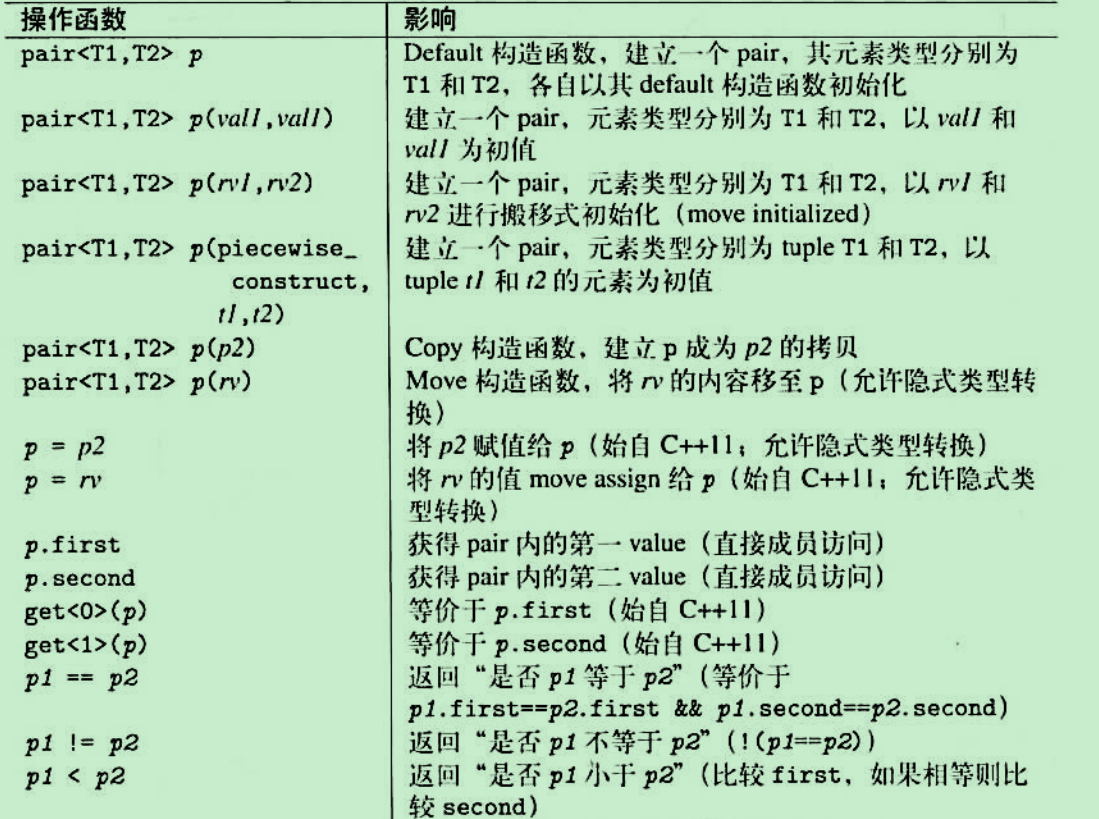 操作函数 影响
pair<T1,T2> p Default 构造函数，建立一个 pair，其元素类型分别为
T1 和 T2，各自以其 default 构造函数初始化
pair<T1,T2> p(val1,val1) 建立一个 pair，元素类型分别为 T1 和 T2，以 val1 和
val1 为初值
pair<T1,T2> p(rv1,rv2) 建立一个 pair，元素类型分别为 T1 和 T2，以 rv1 和
rv2 进行搬移式初始化（move initialized）
pair<T1,T2> p(piecewise_ 建立一个 pair，元素类型分别为 tuple T1 和 T2，以
construct, tuple t1 和 t2 的元素为初值
t1,t2)
pair<T1,T2> p(p2) Copy 构造函数，建立 p 成为 p2 的拷贝
pair<T1,T2> p(rv) Move 构造函数，将 rv 的内容移至 p（允许隐式类型转
换）
p = p2 将 p2 赋值给 p（始自 C++11；允许隐式类型转换）
p = rv 将 rv 的值 move assign 给 p（始自 C++11；允许隐式类
型转换）
p.first 获得 pair 内的第一 value（直接成员访问）
p.second 获得 pair 内的第二 value（直接成员访问）
get<0>(p) 等价于 p.first（始自 C++11）
get<1>(p) 等价于 p.second（始自 C++11）
p1 == p2 返回“是否 p1 等于 p2”（等价于
p1.first==p2.first && p1.second==p2.second）
p1 != p2 返回“是否 p1 不等于 p2”（!(p1==p2)）
p1 < p2 返回“是否 p1 小于 p2”（比较 first，如果相等则比
较 second）